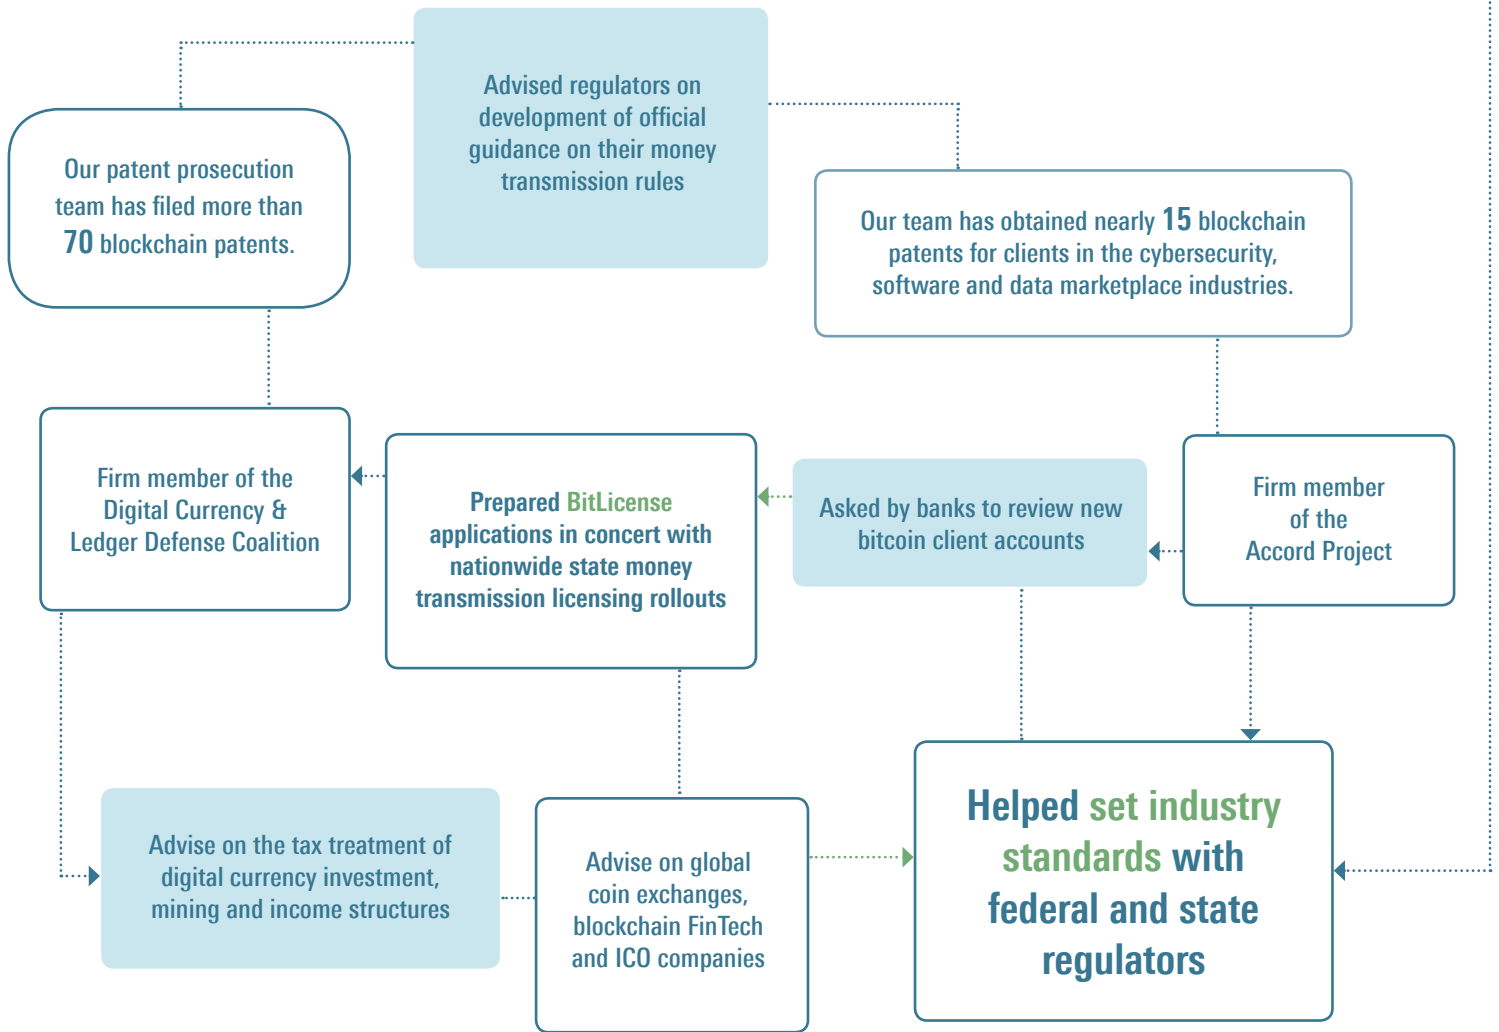 Advised regulators on
development of official
guidance on their money
transmission rules
Our patent prosecution
team has filed more than
70 blockchain patents.
Our team has obtained nearly 15 blockchain
patents for clients in the cybersecurity,
software and data marketplace industries.
Firm member of the
Digital Currency &
Ledger Defense Coalition
Prepared BitLicense
applications in concert with
nationwide state money
transmission licensing rollouts
Asked by banks to review new
bitcoin client accounts
Firm member
of the
Accord Project
Advise on the tax treatment of
digital currency investment,
mining and income structures
Advise on global
coin exchanges,
blockchain FinTech
and ICO companies
Helped set industry
standards with
federal and state
regulators